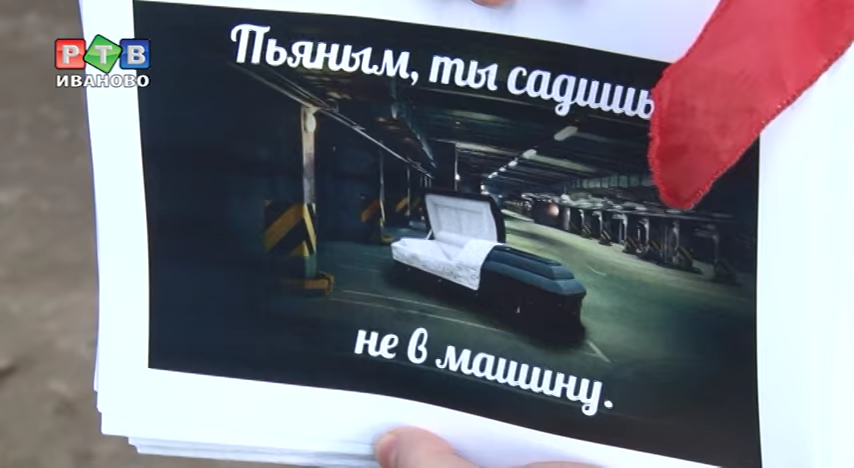 РТВ
ИВАНОВО
Пьяным, ты садишь
не в машину.